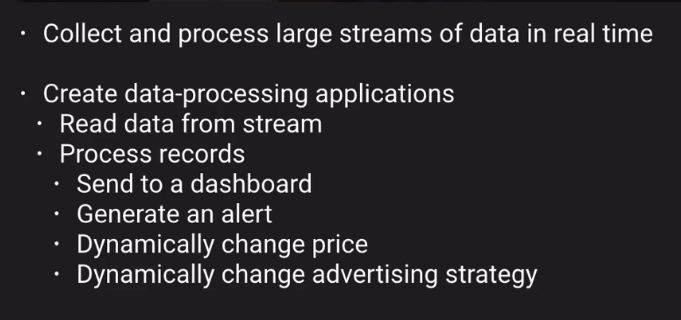 • Collect and process large streams of data in real time
• Create data-processing applications
• Read data from stream
• Process records
• Send to a dashboard
• Generate an alert
• Dynamically change price
• Dynamically change advertising strategy